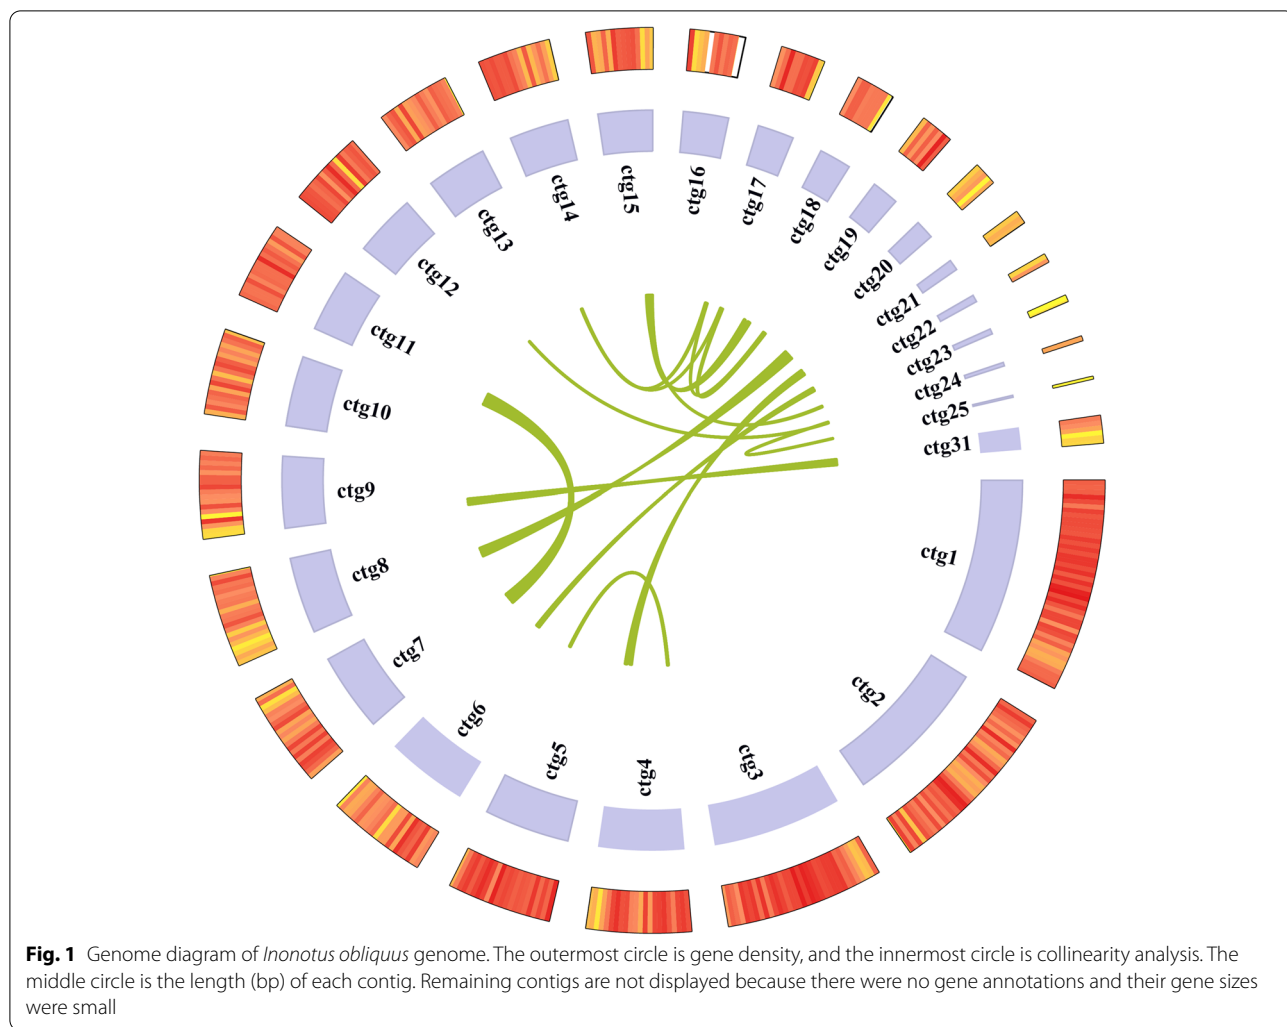 ctg15
ctg16
ctg17
ctg18
ctg19
ctg20
ctg21
ctg22
ctg23
ctg24
ctg25
ctg31
ctg1
ctg2
ctg3
ctg4
ctg5
ctg6
ctg7
ctg8
ctg9
ctg10
ctg11
ctg12
ctg13
ctg14
Fig. 1 Genome diagram of Inonotus obliquus genome. The outermost circle is gene density, and the innermost circle is collinearity analysis. The
middle circle is the length (bp) of each contig. Remaining contigs are not displayed because there were no gene annotations and their gene sizes
were small